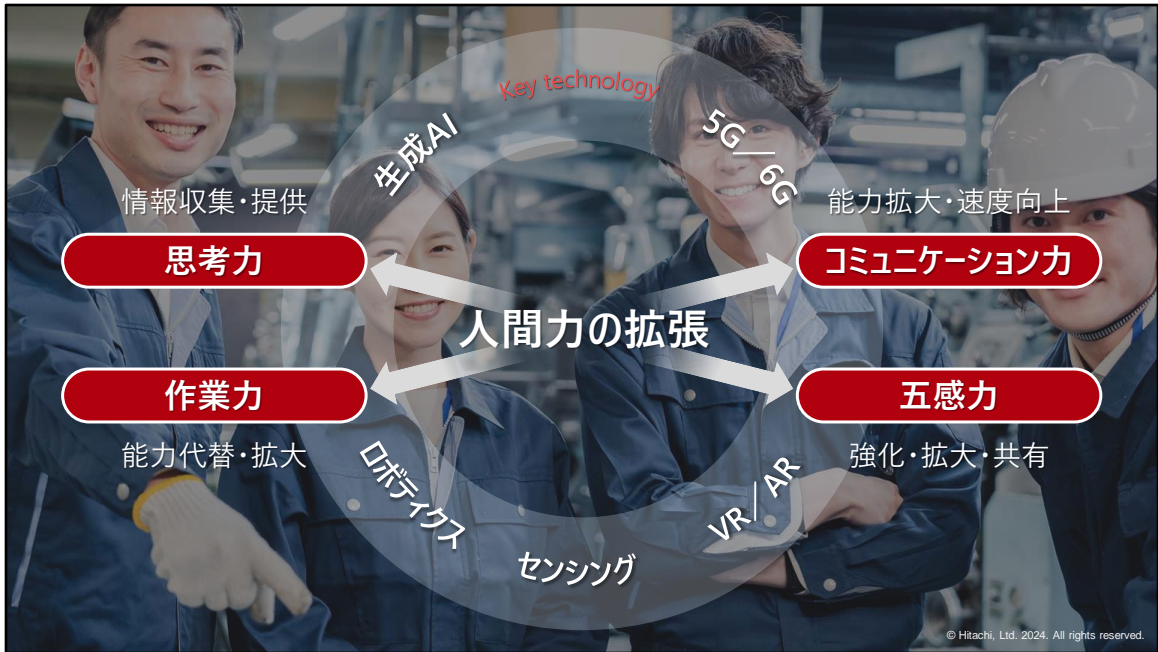 Key technology
生成AI
5G／6G
情報収集・提供
思考力
能力拡大・速度向上
コミュニケーション力
人間力の拡張
作業力
能力代替・拡大
五感力
強化・拡大・共有
ロボティクス
センシング
VR／AR
© Hitachi, Ltd. 2024. All rights reserved.